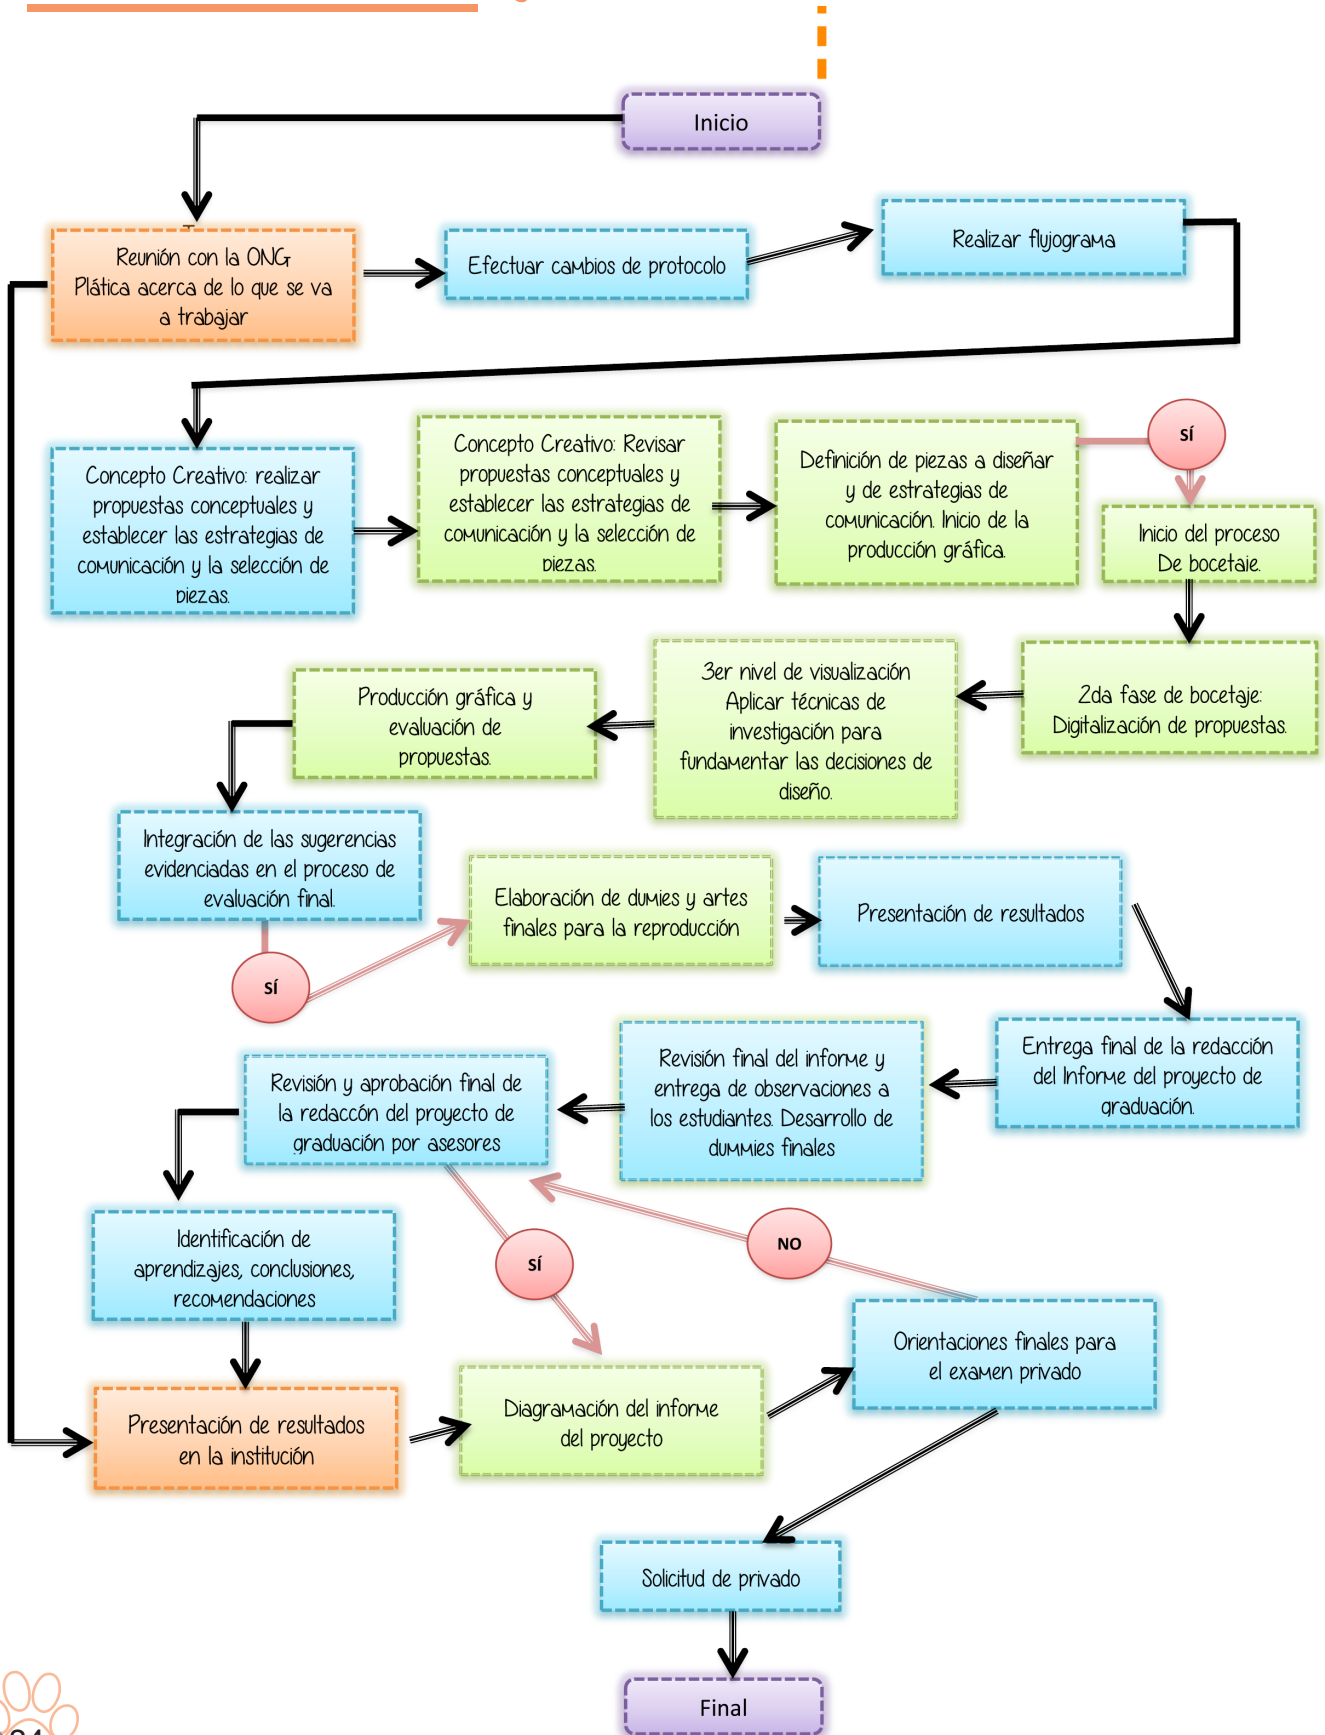 Inicio
Reunión con la ONG
Plática acerca de lo que se va
a trabajar
Efectuar cambios de protocolo
Realizar flujograma
Concepto Creativo: realizar
propuestas conceptuales y
establecer las estrategias de
comunicación y la selección de
piezas.
Concepto Creativo: Revisar
propuestas conceptuales y
establecer las estrategias de
comunicación y la selección de
piezas.
Definición de piezas a diseñar
y de estrategias de
comunicación. Inicio de la
producción gráfica.
SÍ
Inicio del proceso
De bocetaje.
2da fase de bocetaje:
Digitalización de propuestas.
3er nivel de visualización
Aplicar técnicas de
investigación para
fundamentar las decisiones de
diseño.
Producción gráfica y
evaluación de
propuestas.
Integración de las sugerencias
evidenciadas en el proceso de
evaluación final.
SÍ
Elaboración de dumies y artes
finales para la reproducción
Presentación de resultados
Entrega final de la redacción
del Informe del proyecto de
graduación.
Revisión final del informe y
entrega de observaciones a
los estudiantes. Desarrollo de
dummies finales
Revisión y aprobación final de
la redaccón del proyecto de
graduación por asesores
SÍ
NO
Identificación de
aprendizajes, conclusiones,
recomendaciones
Presentación de resultados
en la institución
Diagramación del informe
del proyecto
Orientaciones finales para
el examen privado
Solicitud de privado
Final